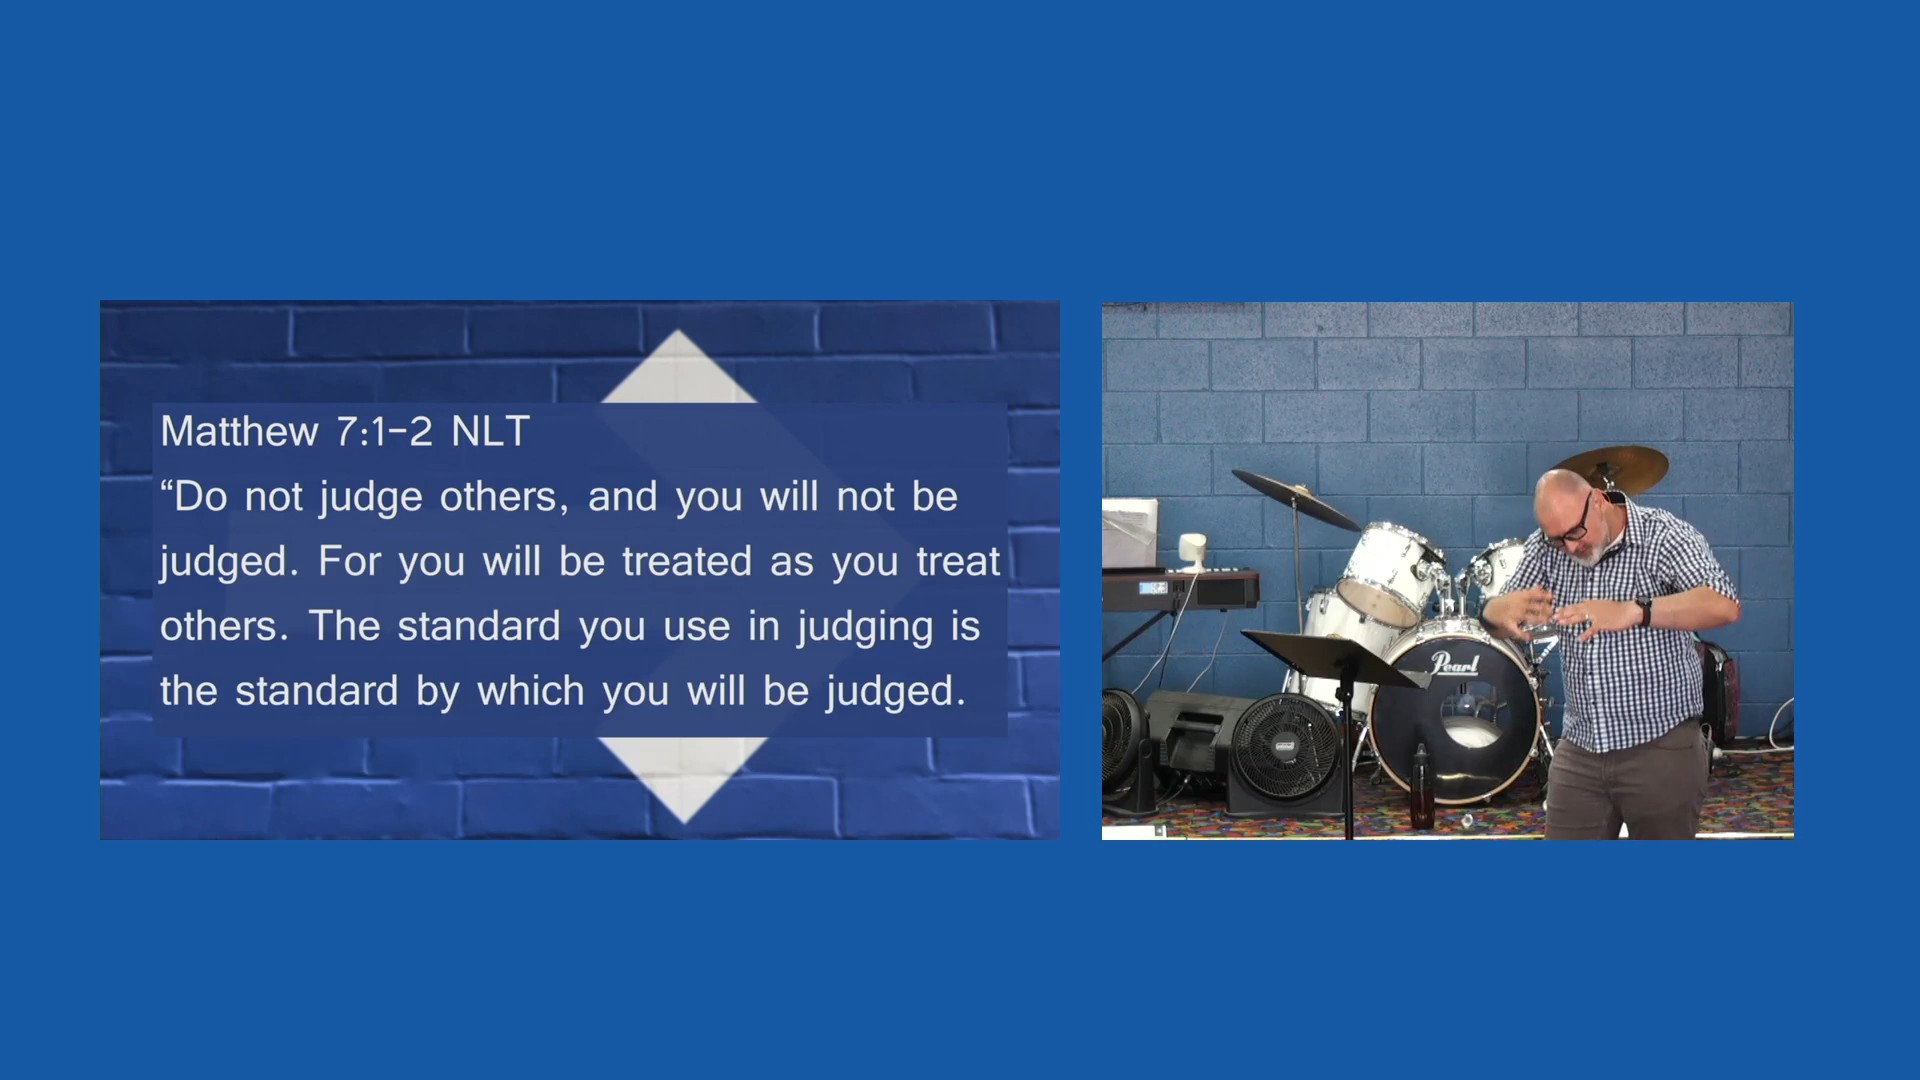 Matthew 7:1-2 NLT
“Do not judge others, and you will not be
judged. For you will be treated as you treat
others. The standard you use in judging is
the standard by which you will be judged.
Pearl